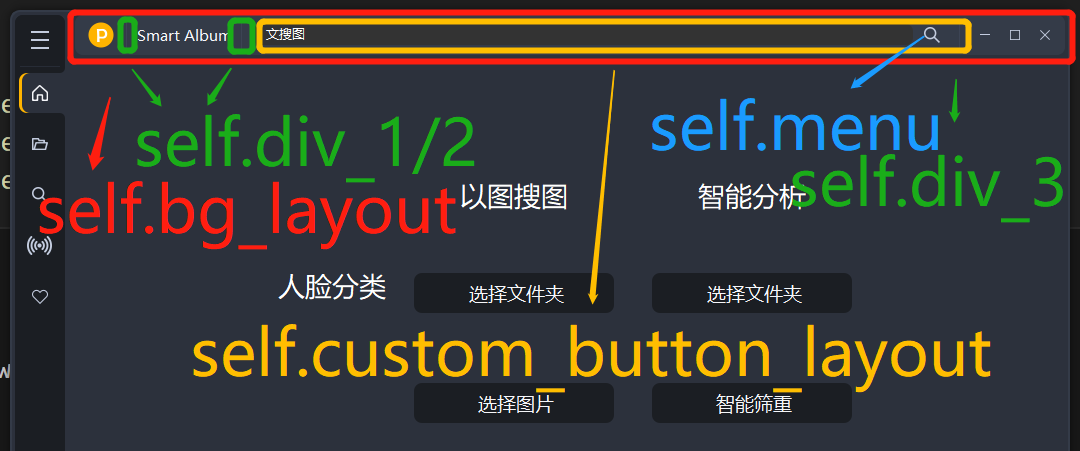 P Smart Album 文搜图
self.div_1/2
self.menu
self.div_3
self.bg_layout
以图搜图 智能分析
人脸分类 选择文件夹 选择文件夹
self.custom_button_layout
选择图片 智能筛重